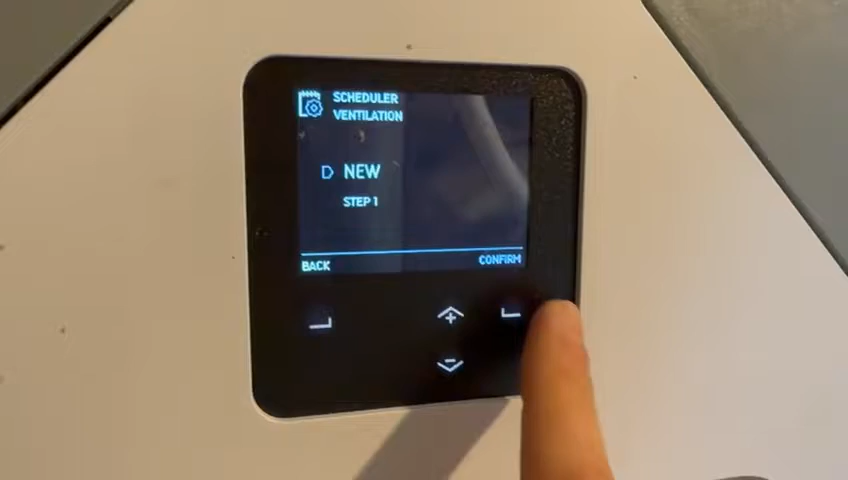 SCHEDULER
VENTILATION
NEW
STEP 1
BACK
CONFIRM